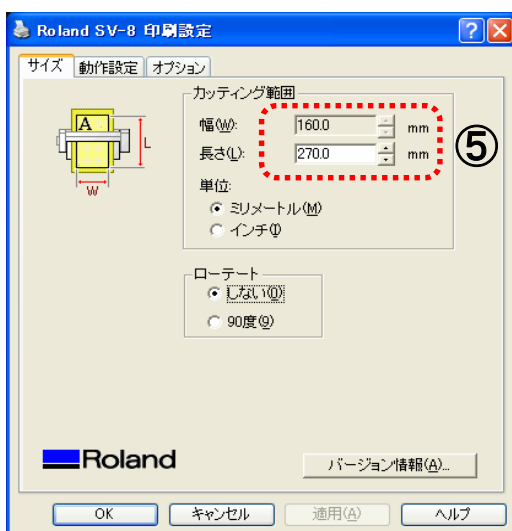 Roland SV-8 印刷設定
サイズ 動作設定 オプション
カッティング範囲
幅(W): 160.0 mm
長さ(L): 270.0 mm
⑤
単位:
ミリメートル(M)
インチ(I)
A
L
W
ローテート
しない(0)
90度(9)
Roland
バージョン情報(A)...
OK キャンセル 適用(A) ヘルプ